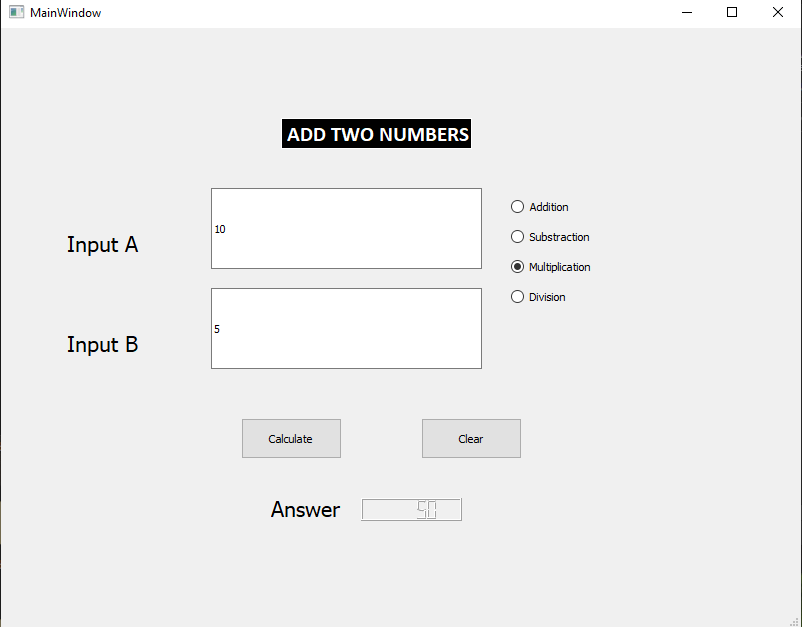 MainWindow
ADD TWO NUMBERS
Input A
10
Addition
Substraction
Multiplication
Division
Input B
5
Calculate
Clear
Answer
50